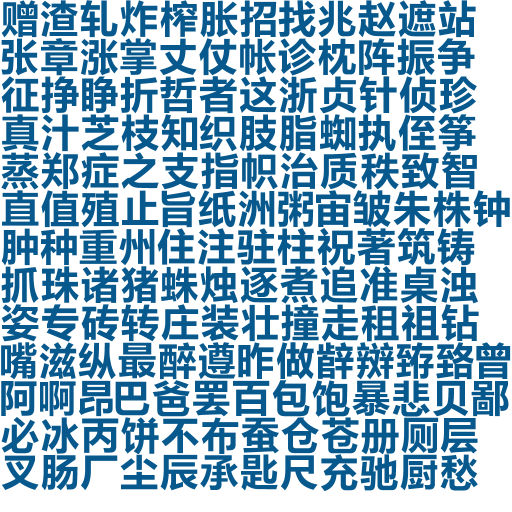 赠渣轧炸榨胀招找兆赵遮站
张章涨掌丈仗帐诊枕阵振争
征挣睁折哲者这浙贞针侦珍
真汁芝枝知织肢脂蜘执侄筝
蒸郑症之支指帜治质秩致智
直值殖止旨纸洲粥宙皱朱株钟
肿种重州住注驻柱祝著筑铸
抓珠诸猪蛛烛逐煮追准桌浊
姿专砖转庄装壮撞走租祖钻
嘴滋纵最醉遵昨做辥辧臶臵曾
阿啊昂巴爸罢百包饱暴悲贝鄙
必冰丙饼不布蚕仓苍册厕层
叉肠厂尘辰承匙尺充驰厨愁